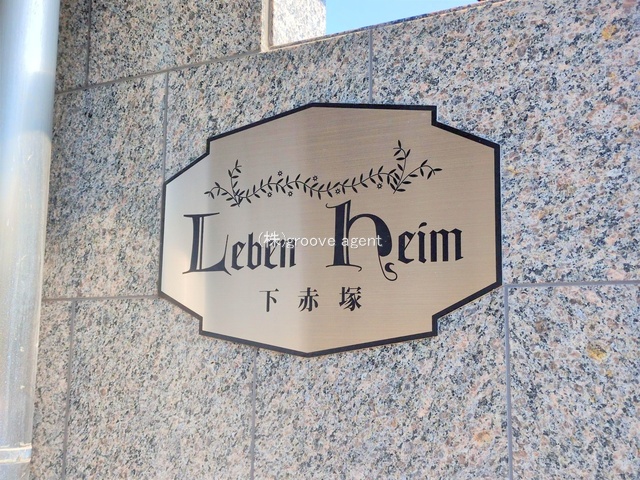 Leben heim
(株)groove agent
下赤塚